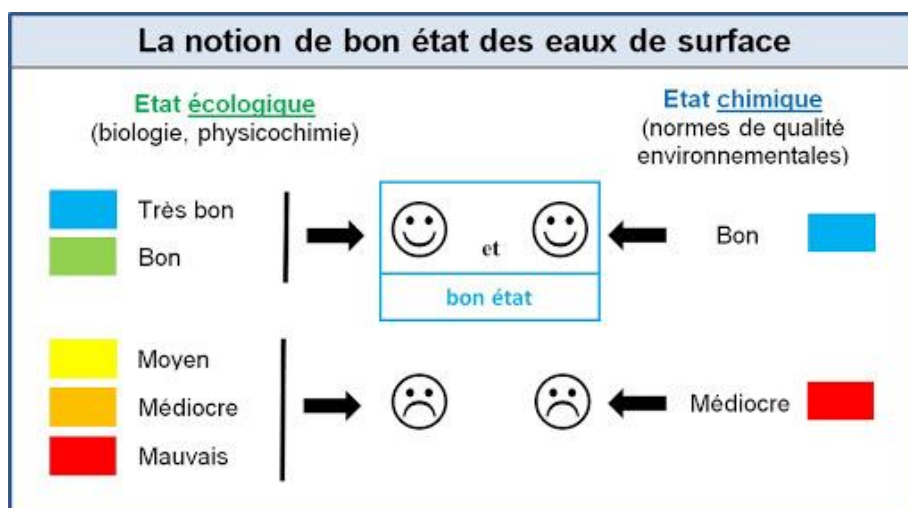 La notion de bon état des eaux de surface
Etat écologique
(biologie, physicochimie)
Etat chimique
(normes de qualité
environnementales)
Très bon
Bon
et
bon état
Bon
Moyen
Médiocre
Mauvais
Médiocre